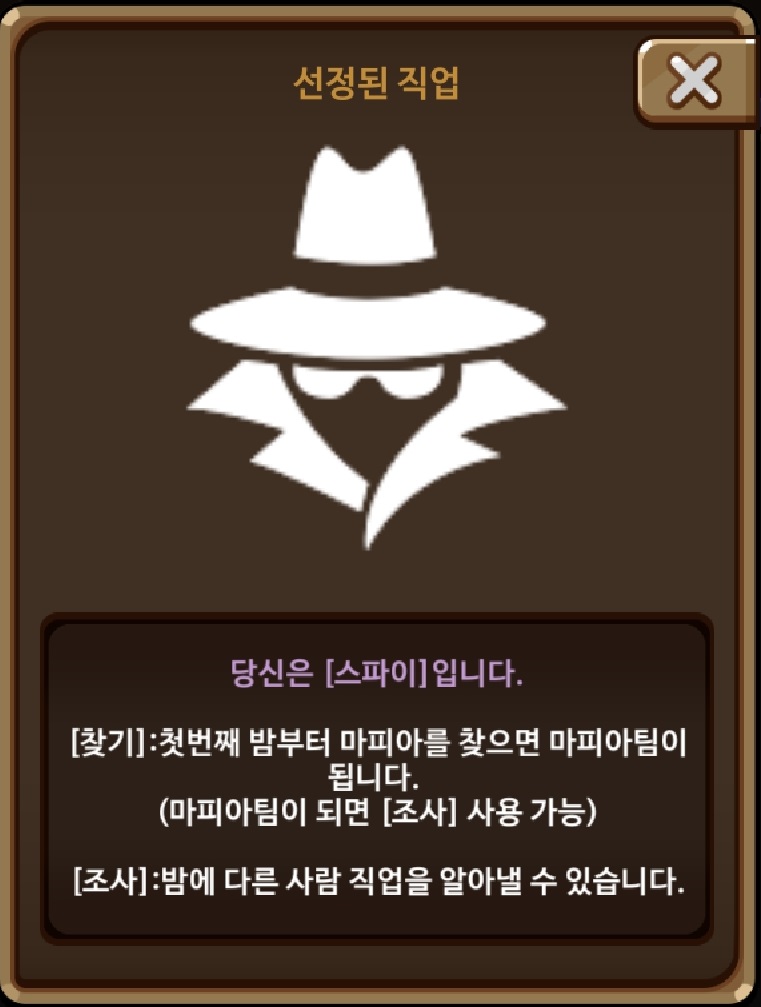 선정된 직업
당신은 [스파이]입니다.
[찾기]:첫번째 밤부터 마피아를 찾으면 마피아팀이
됩니다.
(마피아팀이 되면 [조사] 사용 가능)
[조사]:밤에 다른 사람 직업을 알아낼 수 있습니다.